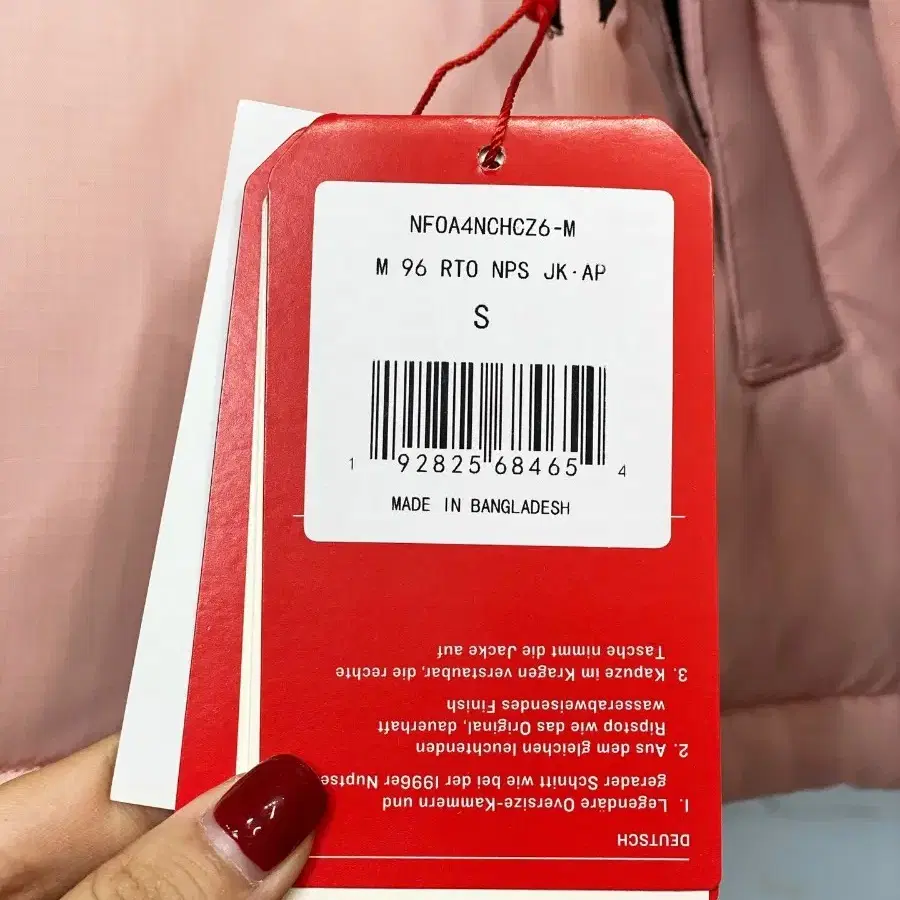 NF0A4NCHCZ6-M
M 96 RTO NPS JK·AP
S
1 92825 68465 4
MADE IN BANGLADESH
DEUTSCH
1. Legendäre Oversize-Kammern und
gerader Schnitt wie bei der 1996er Nuptse
2. Aus dem gleichen leuchtenden
Ripstop wie das Original, dauerhaft
wasserabweisendes Finish
3. Kapuze im Kragen verstaubar, die rechte
Tasche nimmt die Jacke auf